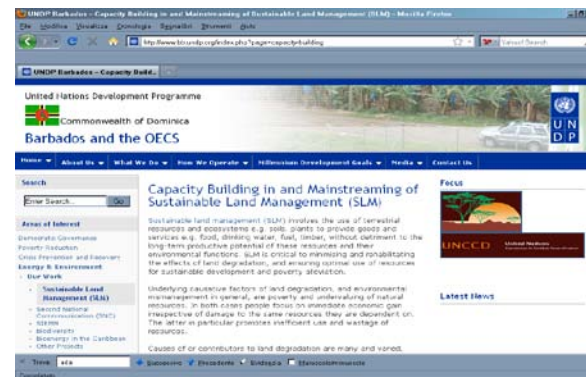 UNDP Barbados - Capacity Building in and Mainstreaming of Sustainable Land Management (SLM) - Mozilla Firefox
File Modifica Visualizza Cronologia Segnalibri Strumenti Aiuto
Search
UNDP Barbados - Capacity Build...
United Nations Development Programme
Commonwealth of Dominica
Barbados and the OECS
U N
D P
Home About Us What We Do How We Operate Millennium Development Goals Media Contact Us
Search
Enter Search... Go
Areas of Interest
Democratic Governance
Poverty Reduction
Crisis Prevention and Recovery
Energy & Environment
Our Work
Sustainable Land
Management (SLM)
Second National
Communication (SNC)
Biodiversity
Bioenergy in the Caribbean
Other Projects
Capacity Building in and Mainstreaming of
Sustainable Land Management (SLM)
Sustainable land management (SLM) involves the use of terrestrial
resources and ecosystems e.g. soils, plants to provide goods and
services e.g. food, drinking water, fuel, timber, without detriment to the
long-term productive potential of these resources and their
environmental functions. SLM is critical to minimising and rehabilitating
the effects of land degradation, and ensuring optimal use of resources
for sustainable development and poverty alleviation.
Underlying causative factors of land degradation, and environmental
mismanagement in general, are poverty and undervaluing of natural
resources. In both cases people focus on immediate economic gain
irrespective of damage to the same resources they are dependent on.
The latter in particular promotes inefficient use and wastage of
resources.
Causes of or contributors to land degradation are many and varied,
Focus
UNCCD United Nations
Latest News
Trova: Successivo Precedente Evidenzia Maiuscole/minuscole
Completato